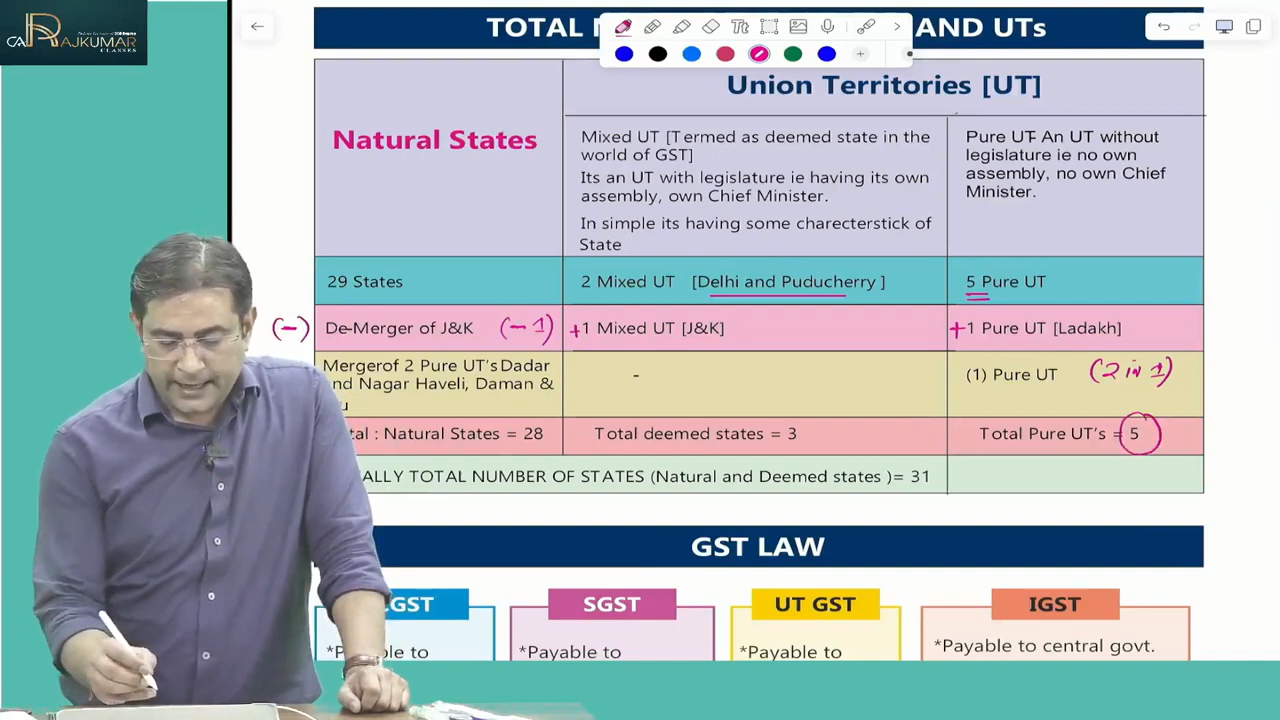 CA RAJKUMAR
CLASSES
TOTAL N AND UTs
Tt
Natural States
Union Territories [UT]
Mixed UT [Termed as deemed state in the
world of GST]
Its an UT with legislature ie having its own
assembly, own Chief Minister.
In simple its having some charecterstick of
State
Pure UT- An UT without
legislature ie no own
assembly, no own Chief
Minister.
29 States
2 Mixed UT [Delhi and Puducherry ]
5 Pure UT
(-) De-Merger of J&K (-1)
+1 Mixed UT [J&K]
+1 Pure UT [Ladakh]
Mergerof 2 Pure UT's Dadar
nd Nagar Haveli, Daman &
u
-
(1) Pure UT (2 in 1)
tal : Natural States = 28
Total deemed states = 3
Total Pure UT's = 5
ALLY TOTAL NUMBER OF STATES (Natural and Deemed states )= 31
GST LAW
CGST
SGST
UT GST
IGST
*Payable to
*Payable to
*Payable to
*Payable to central govt.